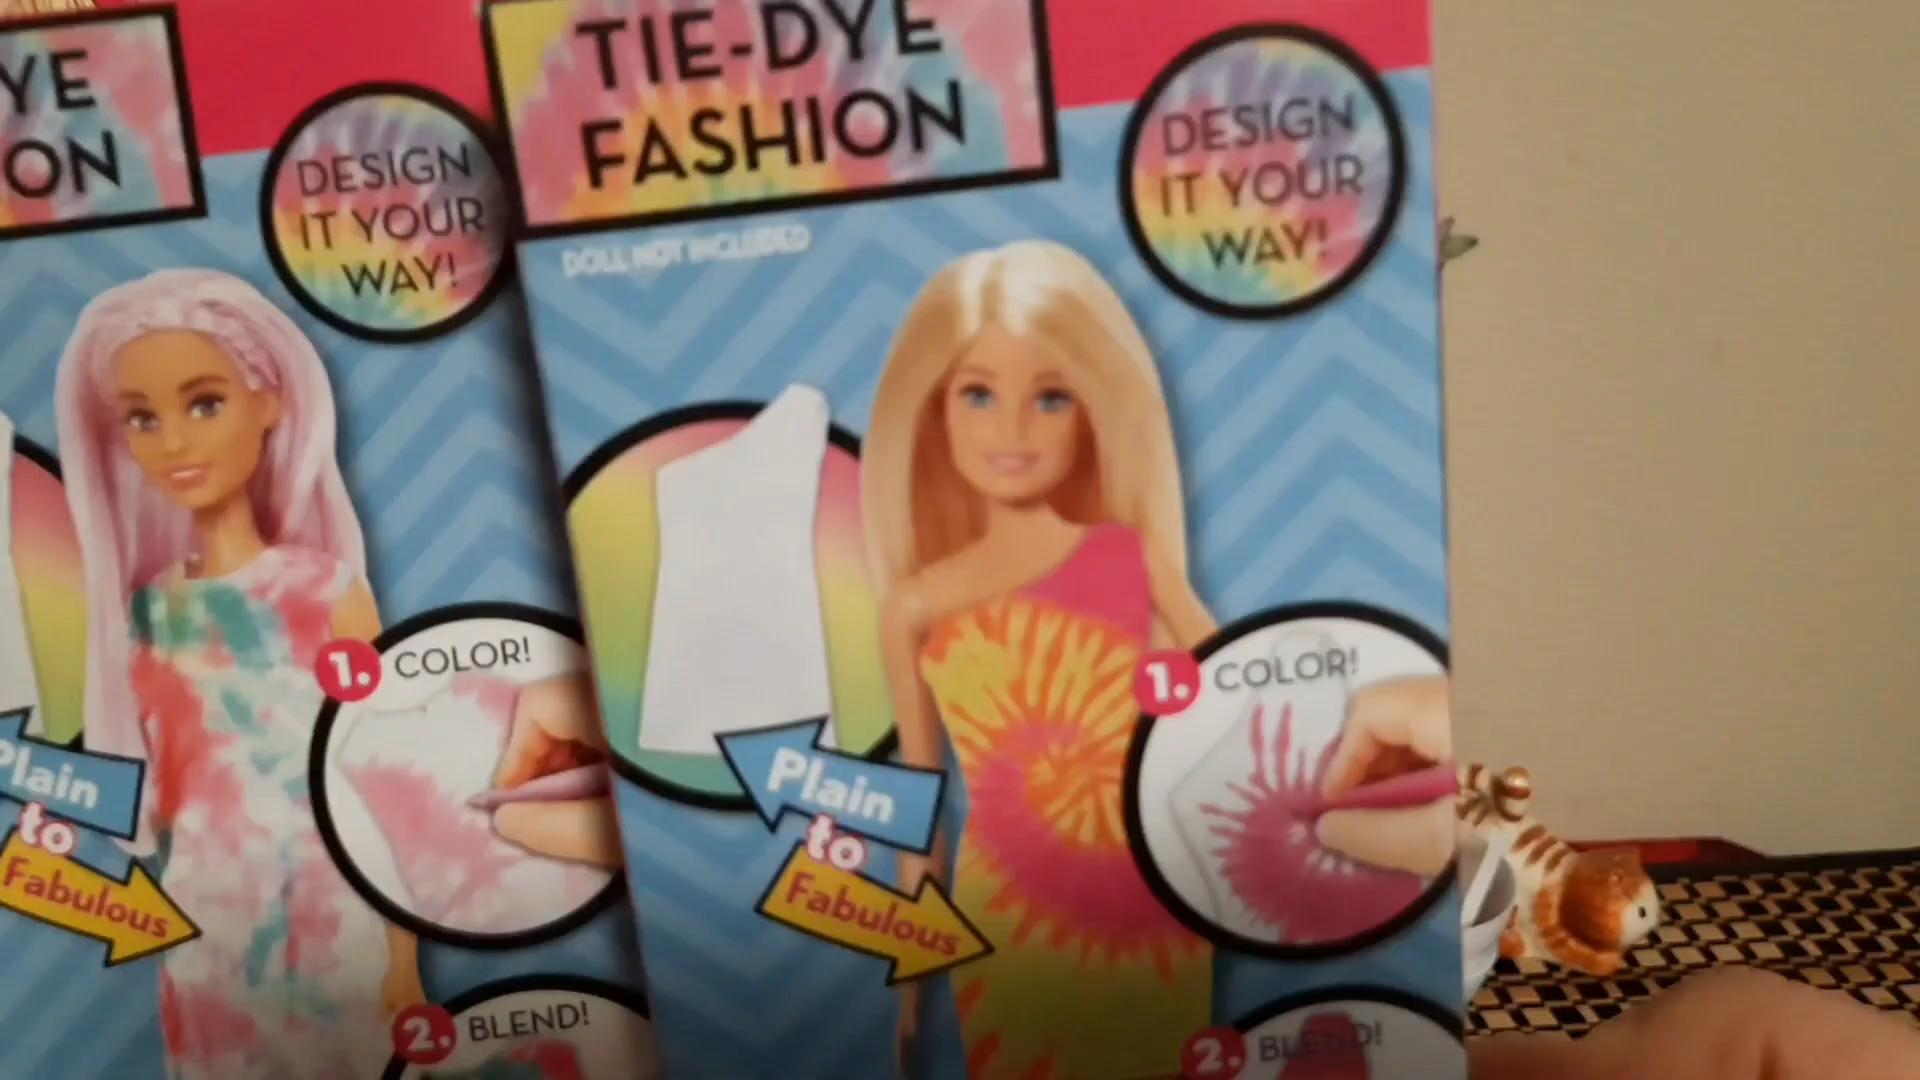 YE
ON
DESIGN
IT YOUR
WAY!
1. COLOR!
Plain
to
Fabulous
2. BLEND!
TIE-DYE
FASHION
DESIGN
IT YOUR
WAY!
DOLL NOT INCLUDED
1. COLOR!
Plain
to
Fabulous
2. BLEND!